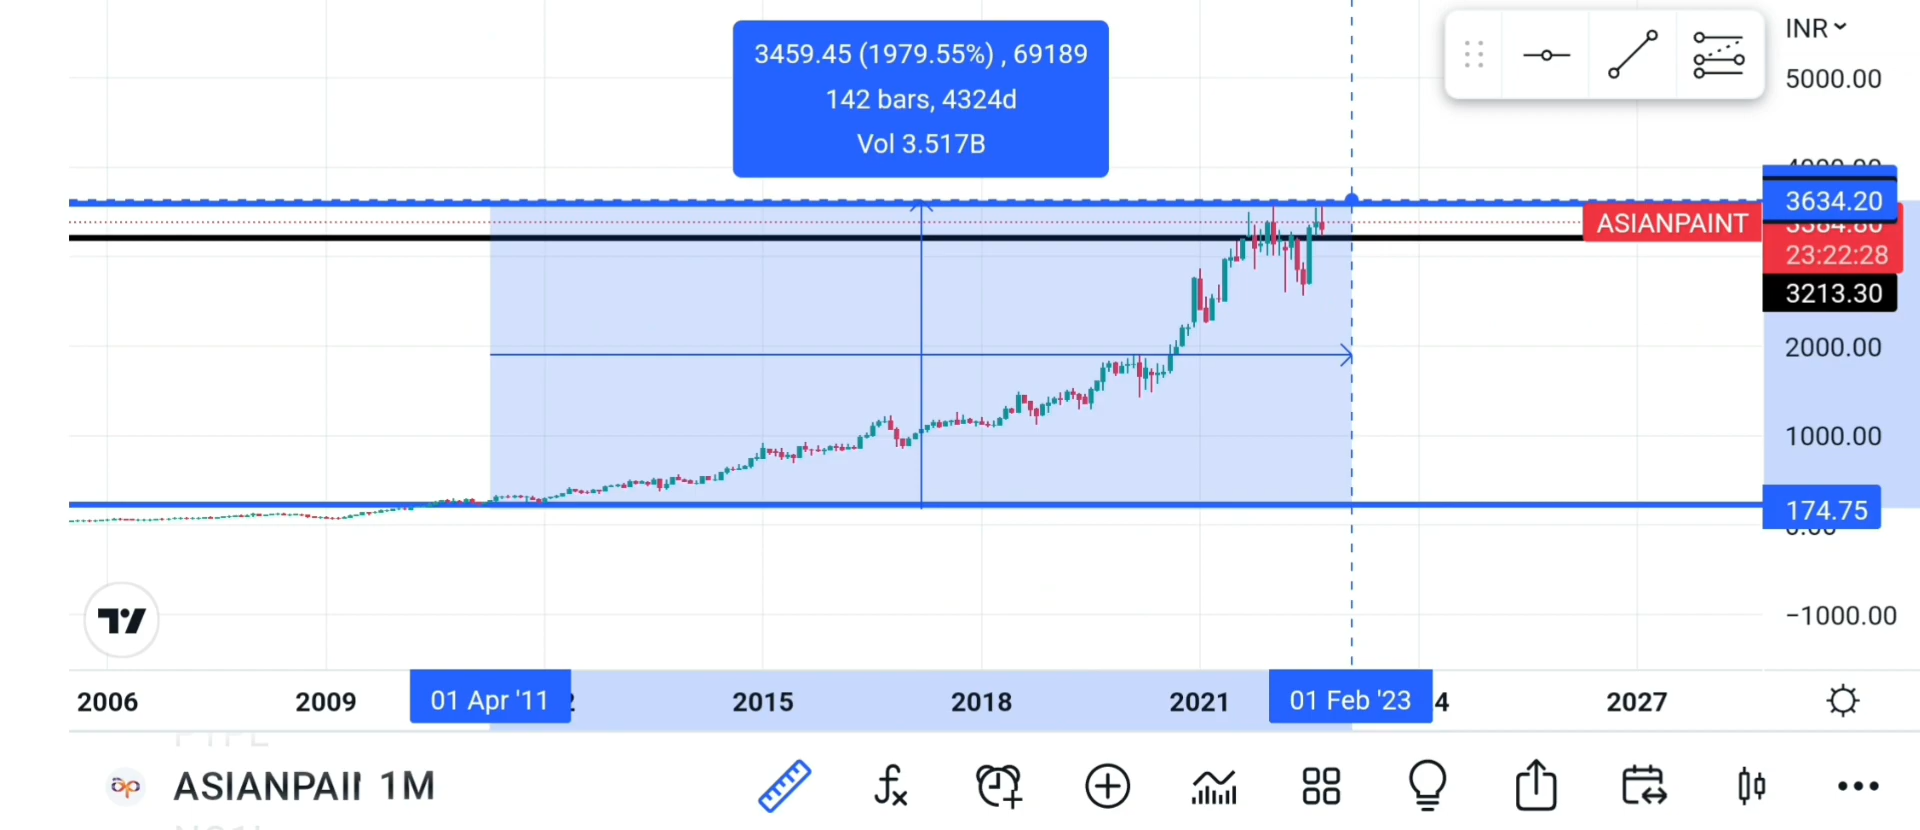 3459.45 (1979.55%) , 69189
142 bars, 4324d
Vol 3.517B
INR
5000.00
3634.20
ASIANPAINT
23:22:28
3213.30
2000.00
1000.00
174.75
−1000.00
2006 2009 01 Apr '11 2015 2018 2021 01 Feb '23 4 2027
ASIANPAII 1M